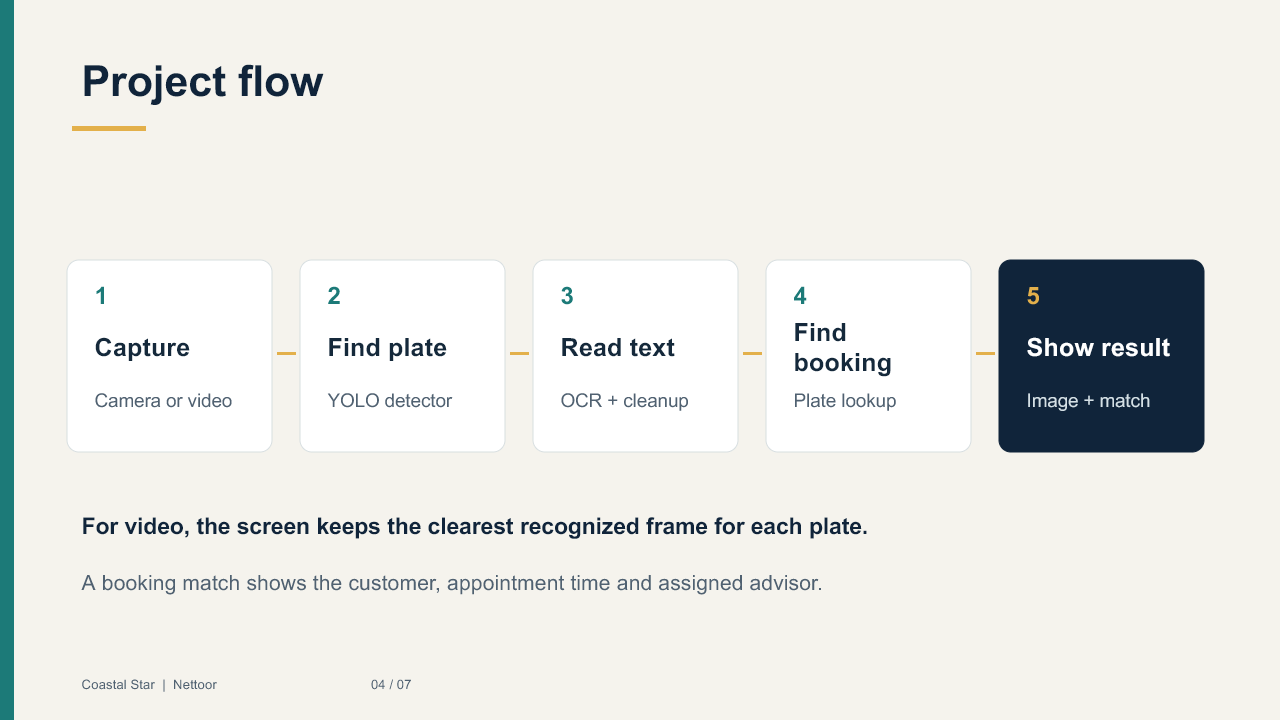 Project flow
1
Capture
Camera or video
2
Find plate
YOLO detector
3
Read text
OCR + cleanup
4
Find
booking
Plate lookup
5
Show result
Image + match
For video, the screen keeps the clearest recognized frame for each plate.
A booking match shows the customer, appointment time and assigned advisor.
Coastal Star | Nettoor
04 / 07